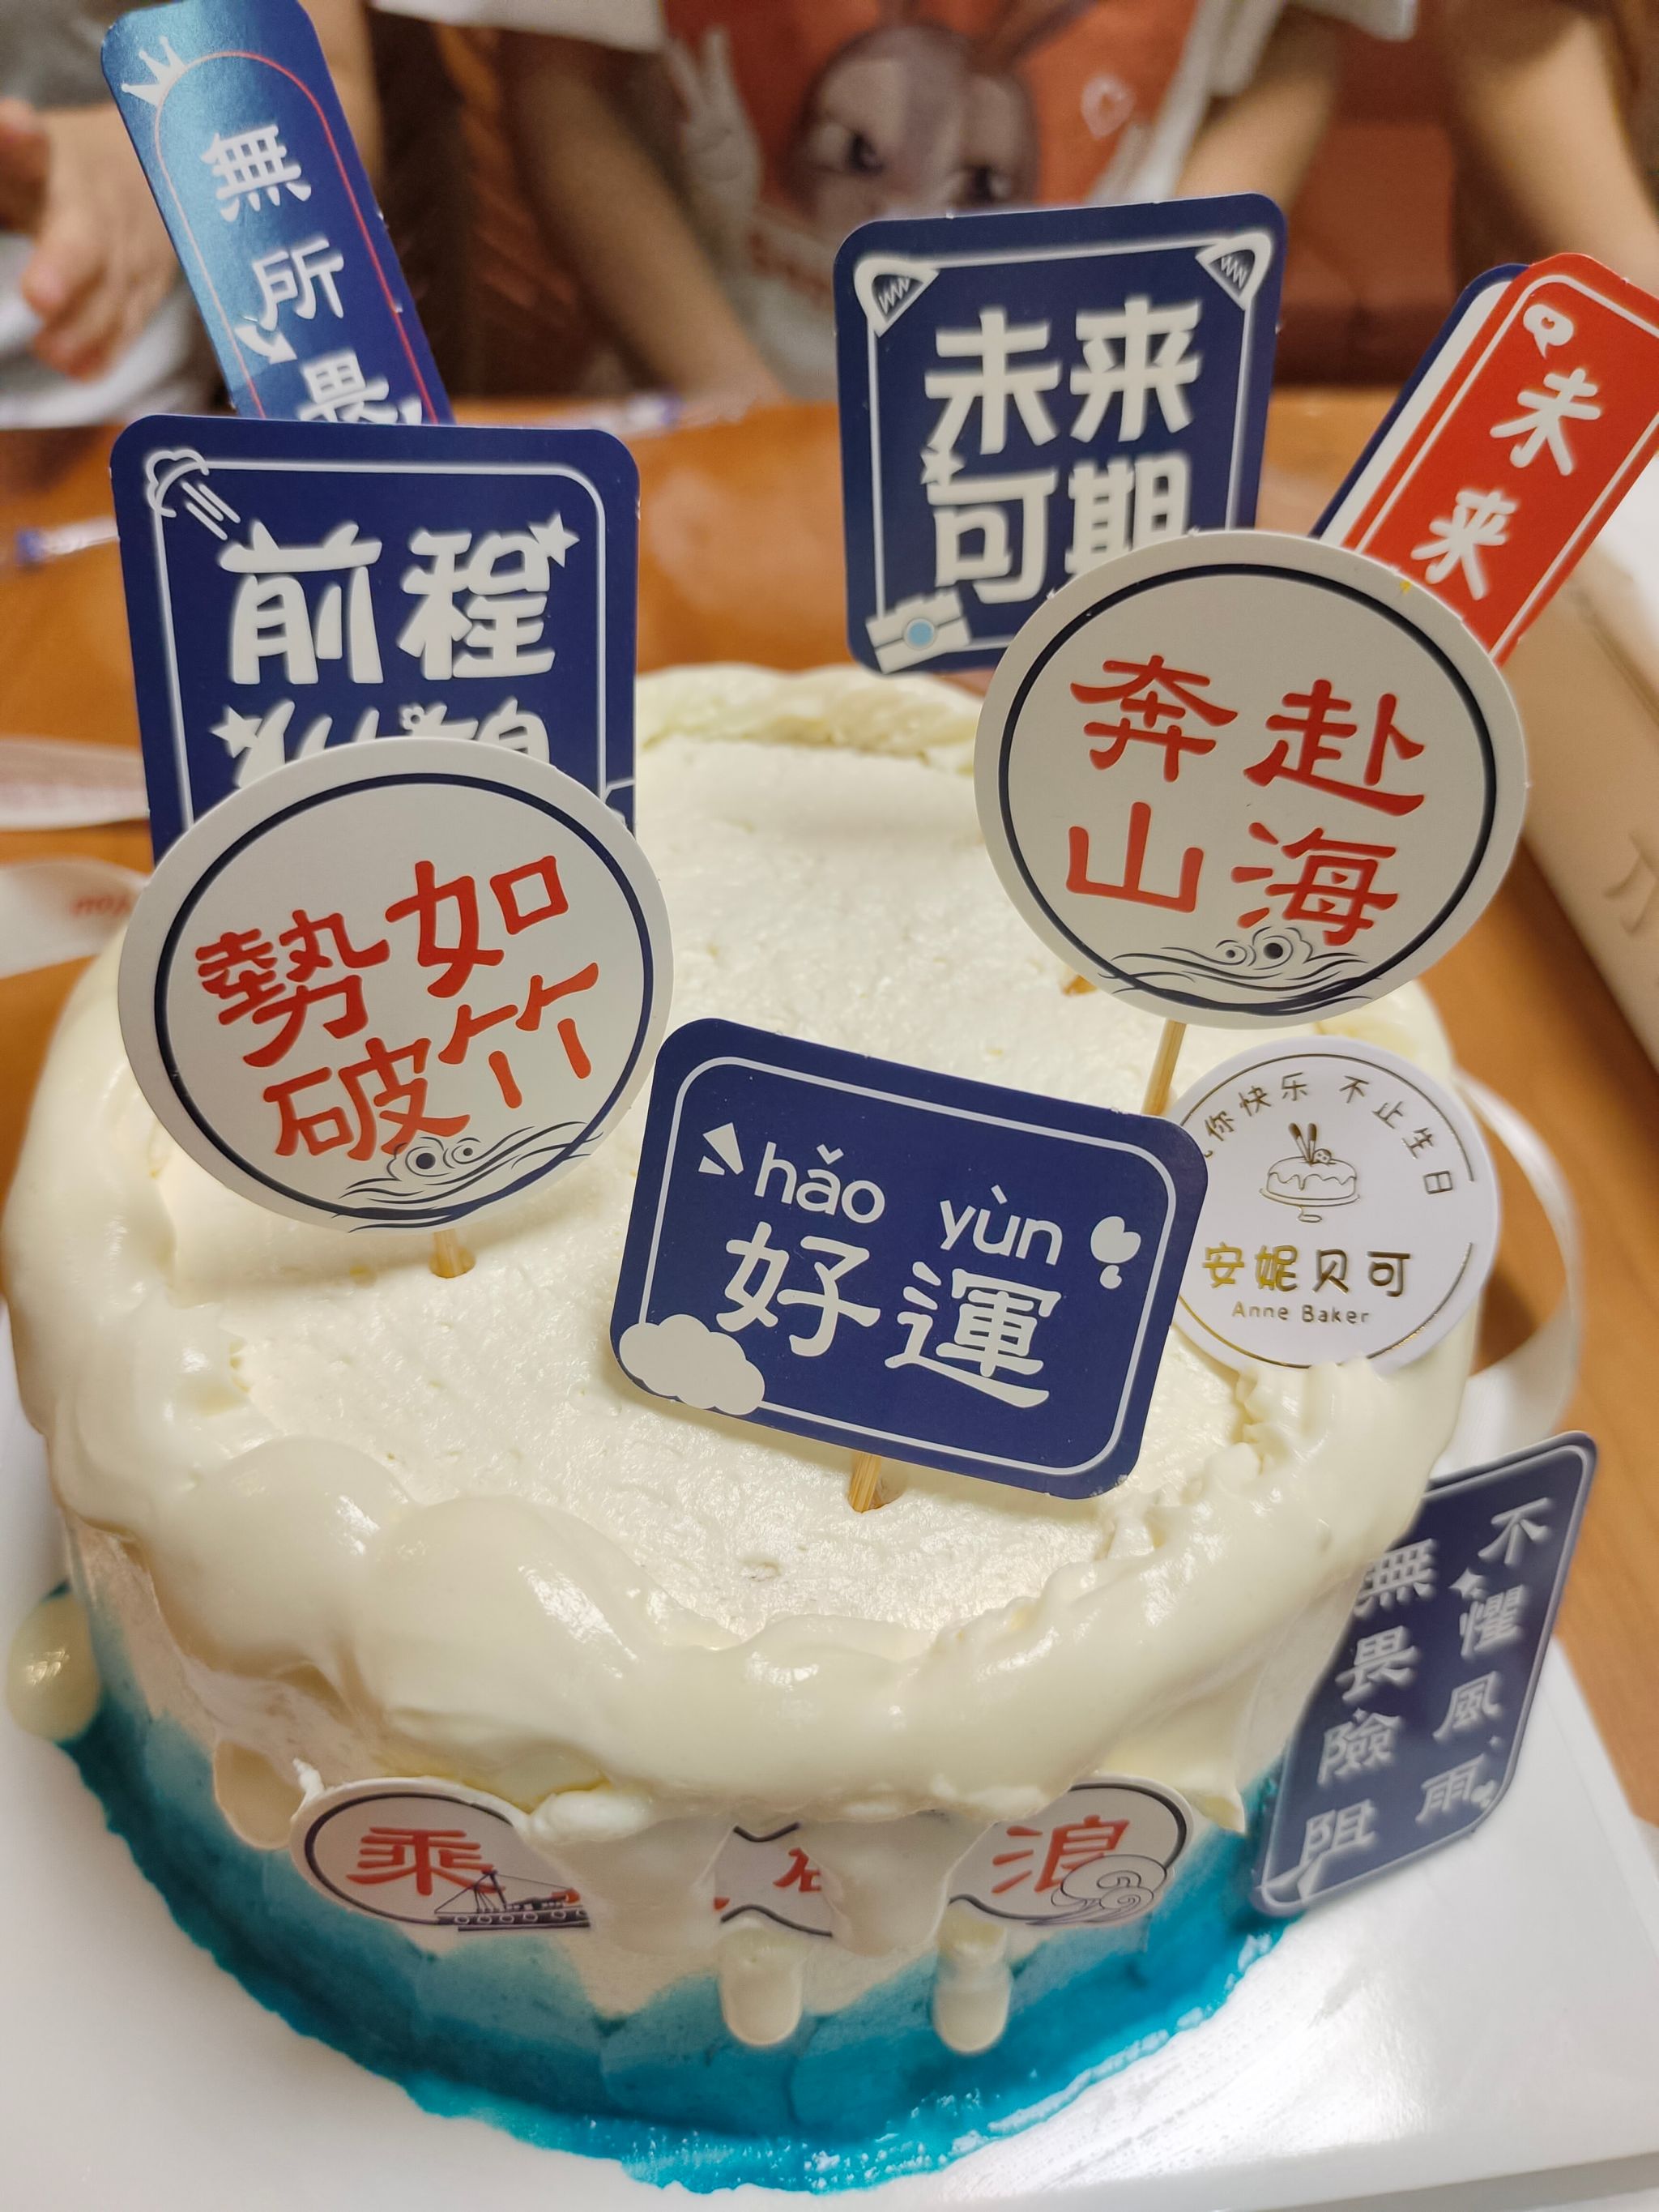 無所畏
前程
未来
可期
未来
奔赴
山海
勢如
破竹
hǎo yùn
好運
你快乐 不止生日
安妮贝可
Anne Baker
不懼風雨
無畏險阻
乘
浪